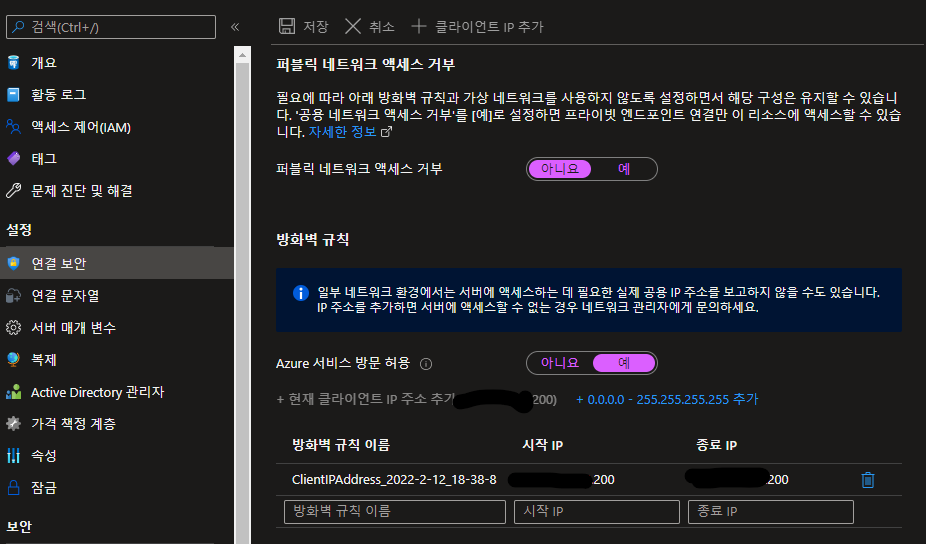 검색(Ctrl+/)
«
저장
취소
클라이언트 IP 추가
개요
활동 로그
액세스 제어(IAM)
태그
문제 진단 및 해결
설정
연결 보안
연결 문자열
서버 매개 변수
복제
Active Directory 관리자
가격 책정 계층
속성
잠금
보안
퍼블릭 네트워크 액세스 거부
필요에 따라 아래 방화벽 규칙과 가상 네트워크를 사용하지 않도록 설정하면서 해당 구성은 유지할 수 있습니
다. '공용 네트워크 액세스 거부'를 [예]로 설정하면 프라이빗 엔드포인트 연결만 이 리소스에 액세스할 수 있습
니다. 자세한 정보
퍼블릭 네트워크 액세스 거부 아니요 예
방화벽 규칙
일부 네트워크 환경에서는 서버에 액세스하는 데 필요한 실제 공용 IP 주소를 보고하지 않을 수도 있습니다.
IP 주소를 추가하면 서버에 액세스할 수 없는 경우 네트워크 관리자에게 문의하세요.
Azure 서비스 방문 허용 아니요 예
+ 현재 클라이언트 IP 주소 추가 200) + 0.0.0.0 - 255.255.255.255 추가
방화벽 규칙 이름 시작 IP 종료 IP
ClientIPAddress_2022-2-12_18-38-8 .200 .200
방화벽 규칙 이름 시작 IP 종료 IP